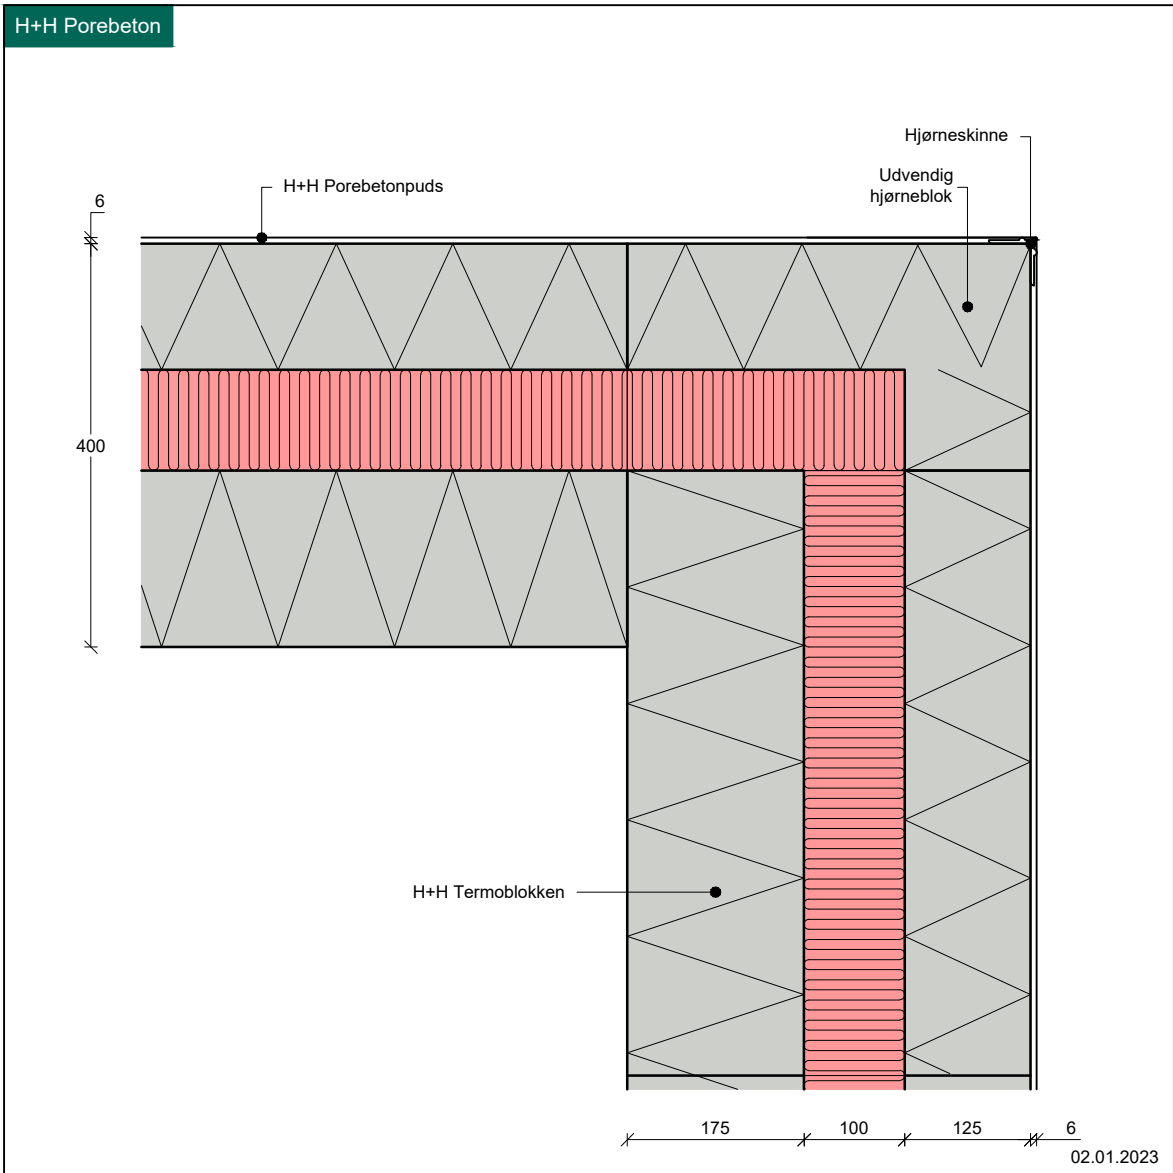 H+H Porebeton
Hjørneskinne
Udvendig
hjørneblok
H+H Porebetonpuds
6
400
H+H Termoblokken
175
100
125
6
02.01.2023